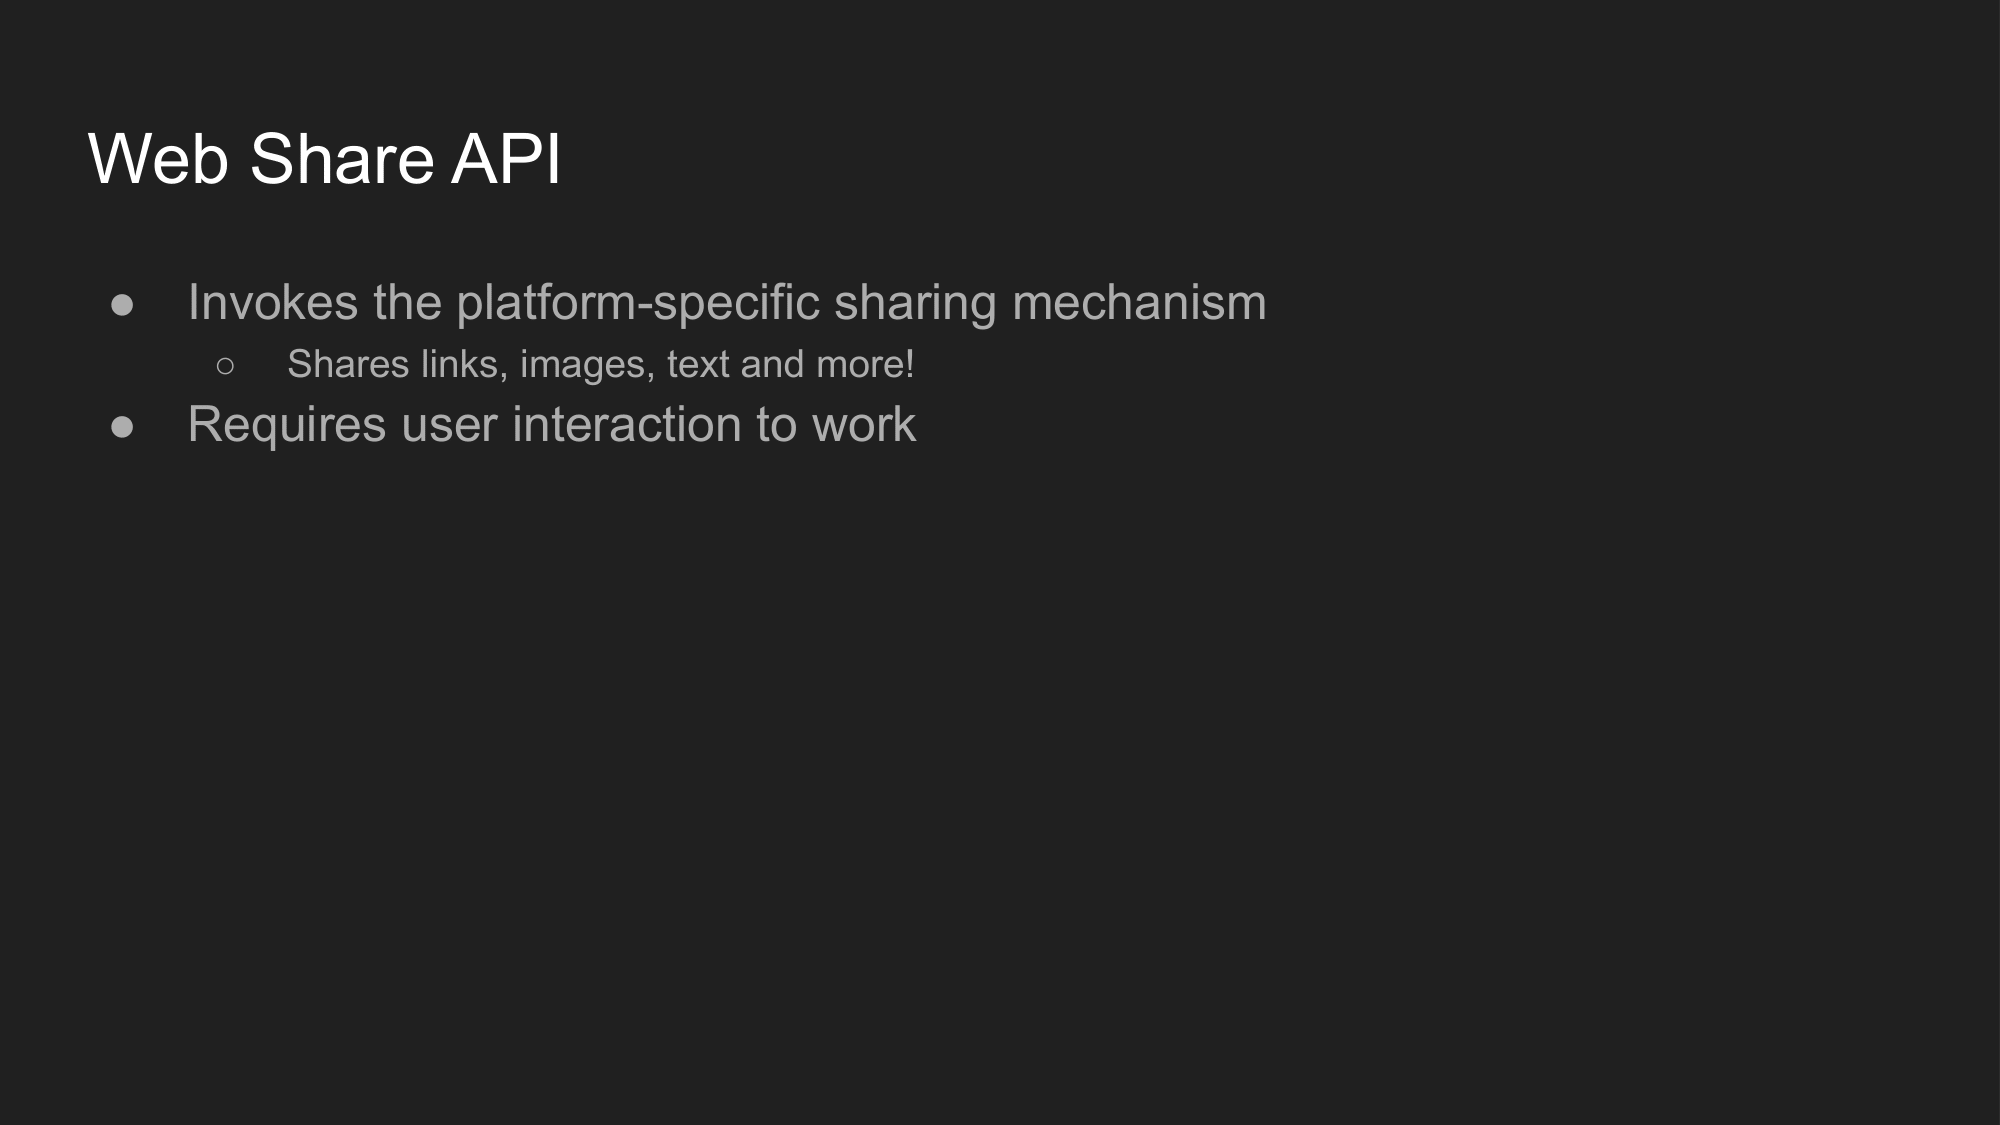 Web Share API
● Invokes the platform-specific sharing mechanism
○ Shares links, images, text and more!
● Requires user interaction to work